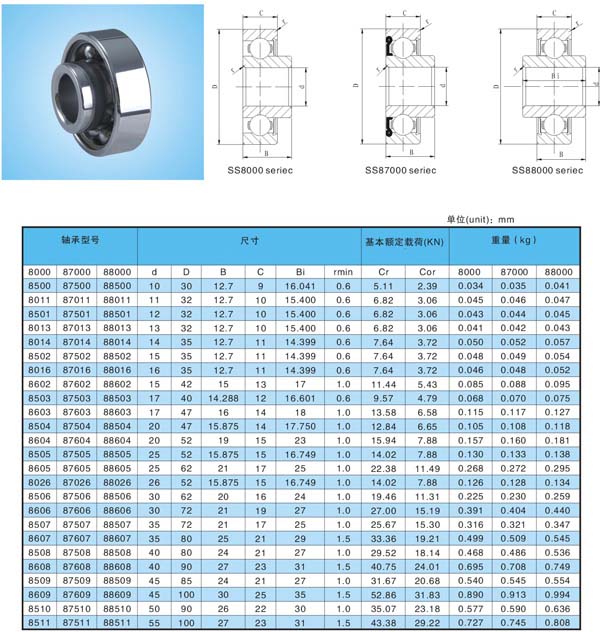 C r C r C r
D r d D r d D r Bi d
B B B
SS8000 seriec SS87000 seriec SS88000 seriec
单位(unit): mm
轴承型号 尺寸 基本额定载荷(KN) 重量 ( kg )
8000 87000 88000 d D B C Bi rmin Cr Cor 8000 87000 88000
8500 87500 88500 10 30 12.7 9 16.041 0.6 5.11 2.39 0.034 0.035 0.041
8011 87011 88011 11 32 12.7 10 15.400 0.6 6.82 3.06 0.045 0.046 0.047
8501 87501 88501 12 32 12.7 10 15.400 0.6 6.82 3.06 0.043 0.044 0.045
8013 87013 88013 13 32 12.7 10 15.400 0.6 6.82 3.06 0.041 0.042 0.043
8014 87014 88014 14 35 12.7 11 14.399 0.6 7.64 3.72 0.050 0.052 0.057
8502 87502 88502 15 35 12.7 11 14.399 0.6 7.64 3.72 0.048 0.049 0.054
8016 87016 88016 16 35 12.7 11 14.399 0.6 7.64 3.72 0.046 0.048 0.052
8602 87602 88602 15 42 15 13 17 1.0 11.44 5.43 0.085 0.088 0.095
8503 87503 88503 17 40 14.288 12 16.601 0.6 9.57 4.79 0.068 0.070 0.075
8603 87603 88603 17 47 16 14 18 1.0 13.58 6.58 0.115 0.117 0.127
8504 87504 88504 20 47 15.875 14 17.750 1.0 12.84 6.65 0.105 0.108 0.118
8604 87604 88604 20 52 19 15 23 1.0 15.94 7.88 0.157 0.160 0.181
8505 87505 88505 25 52 15.875 15 16.749 1.0 14.02 7.88 0.130 0.133 0.138
8605 87605 88605 25 62 21 17 25 1.0 22.38 11.49 0.268 0.272 0.295
8026 87026 88026 26 52 15.875 15 16.749 1.0 14.02 7.88 0.126 0.128 0.134
8506 87506 88506 30 62 20 16 24 1.0 19.46 11.31 0.225 0.230 0.259
8606 87606 88606 30 72 21 19 27 1.0 27.00 15.19 0.391 0.404 0.440
8507 87507 88507 35 72 21 17 25 1.0 25.67 15.30 0.316 0.321 0.347
8607 87607 88607 35 80 25 21 29 1.5 33.36 19.21 0.499 0.509 0.545
8508 87508 88508 40 80 24 21 27 1.0 29.52 18.14 0.468 0.486 0.536
8608 87608 88608 40 90 27 23 31 1.5 40.75 24.01 0.695 0.708 0.749
8509 87509 88509 45 85 24 21 27 1.0 31.67 20.68 0.540 0.545 0.554
8609 87609 88609 45 100 30 25 35 1.5 52.86 31.83 0.890 0.913 0.994
8510 87510 88510 50 90 26 22 30 1.0 35.07 23.18 0.577 0.590 0.636
8511 87511 88511 55 100 27 23 31 1.5 43.38 29.22 0.727 0.745 0.808